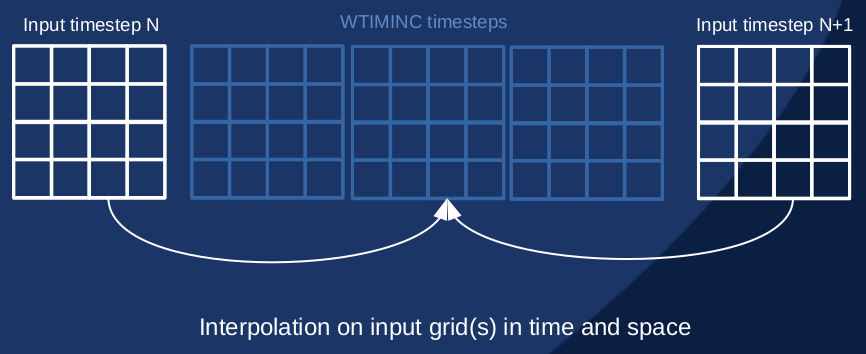 Input timestep N
WTIMINC timesteps
Input timestep N+1
Interpolation on input grid(s) in time and space